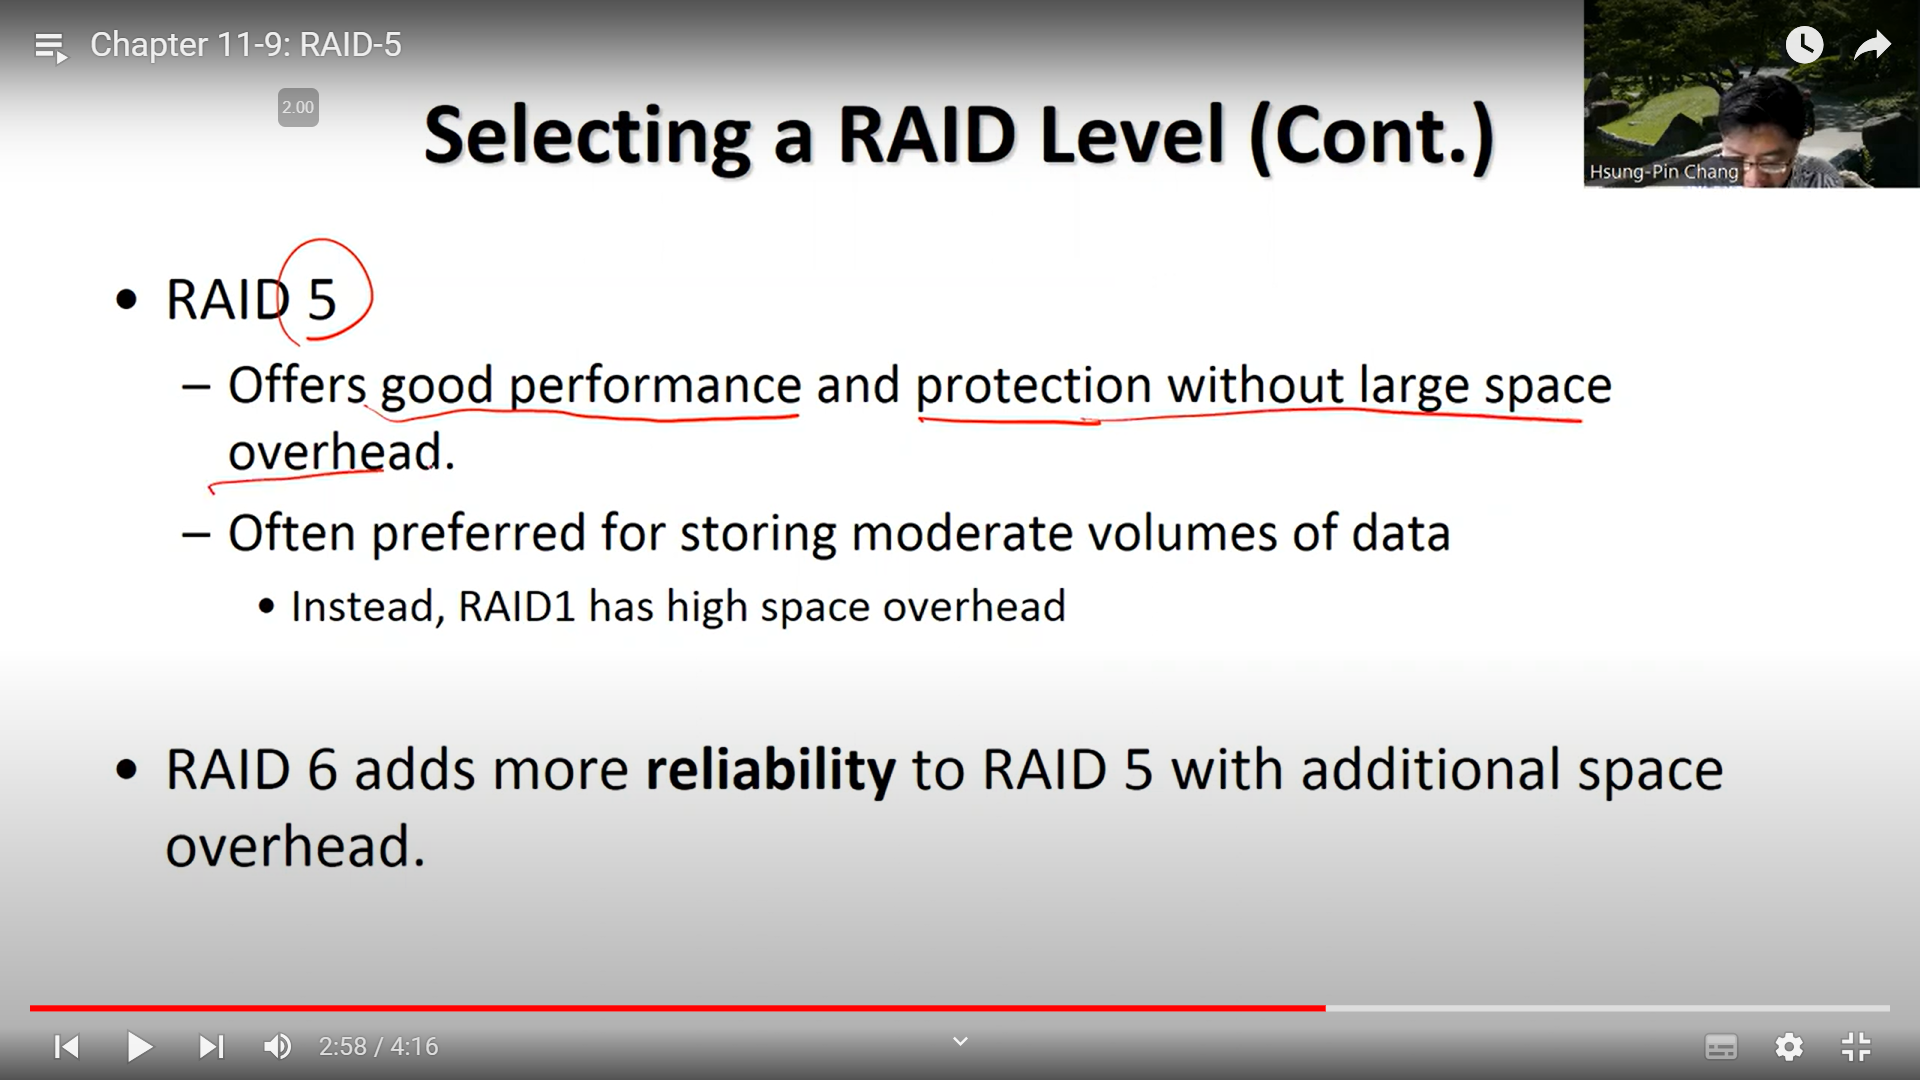 Chapter 11-9: RAID-5
2.00
Selecting a RAID Level (Cont.)
Hsung-Pin Chang
• RAID 5
– Offers good performance and protection without large space
overhead.
– Often preferred for storing moderate volumes of data
• Instead, RAID1 has high space overhead
• RAID 6 adds more reliability to RAID 5 with additional space
overhead.
2:58 / 4:16